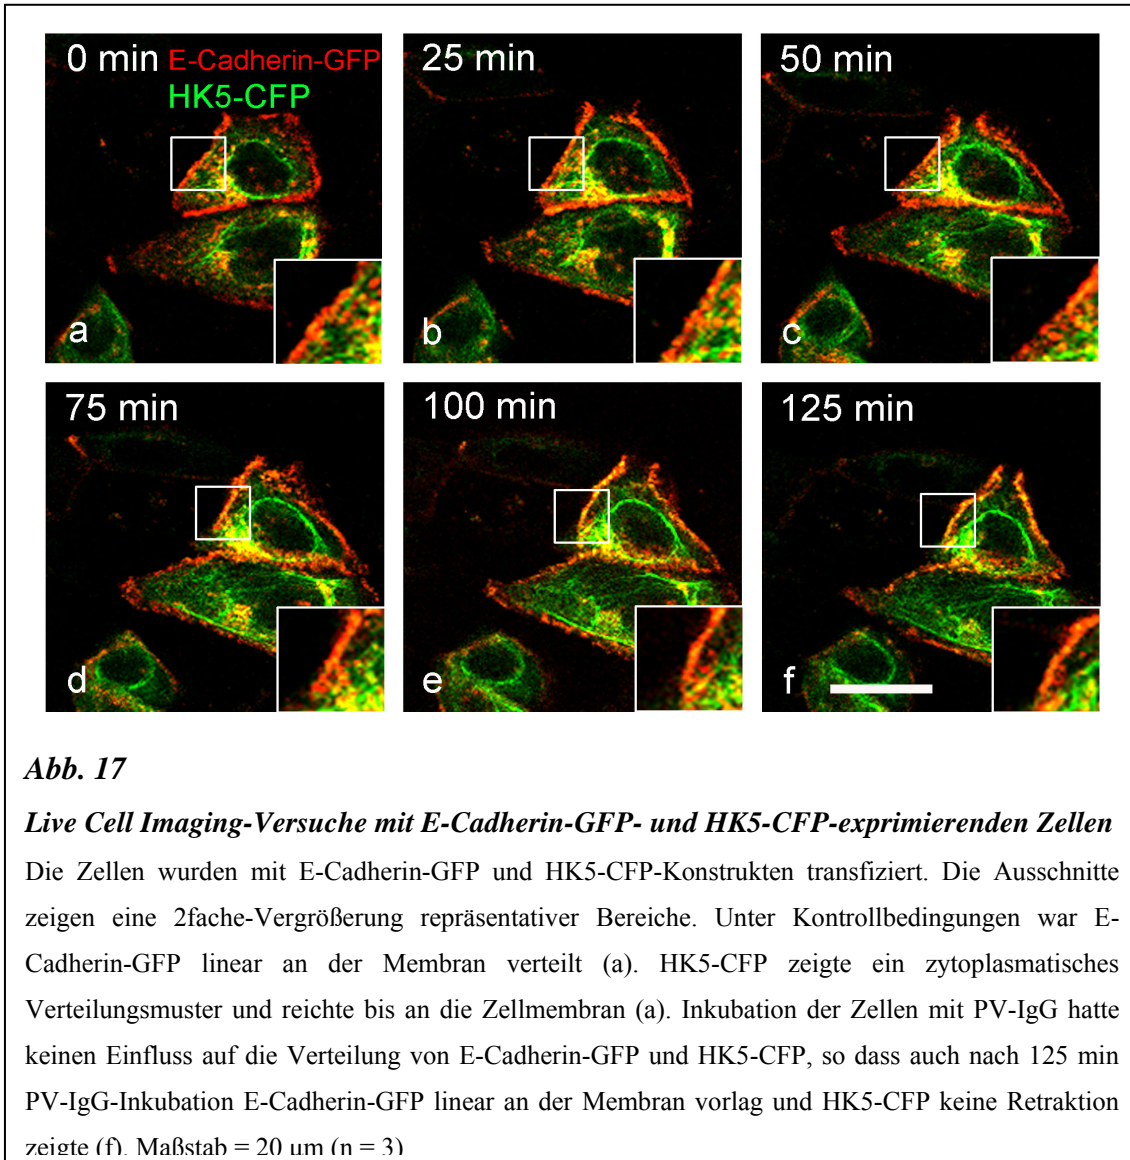 0 min E-Cadherin-GFP
HK5-CFP
25 min
50 min
a
b
c
75 min
100 min
125 min
d
e
f
Abb. 17
Live Cell Imaging-Versuche mit E-Cadherin-GFP- und HK5-CFP-exprimierenden Zellen
Die Zellen wurden mit E-Cadherin-GFP und HK5-CFP-Konstrukten transfiziert. Die Ausschnitte
zeigen eine 2fache-Vergrößerung repräsentativer Bereiche. Unter Kontrollbedingungen war E-
Cadherin-GFP linear an der Membran verteilt (a). HK5-CFP zeigte ein zytoplasmatisches
Verteilungsmuster und reichte bis an die Zellmembran (a). Inkubation der Zellen mit PV-IgG hatte
keinen Einfluss auf die Verteilung von E-Cadherin-GFP und HK5-CFP, so dass auch nach 125 min
PV-IgG-Inkubation E-Cadherin-GFP linear an der Membran vorlag und HK5-CFP keine Retraktion
zeigte (f). Maßstab = 20 µm (n = 3)